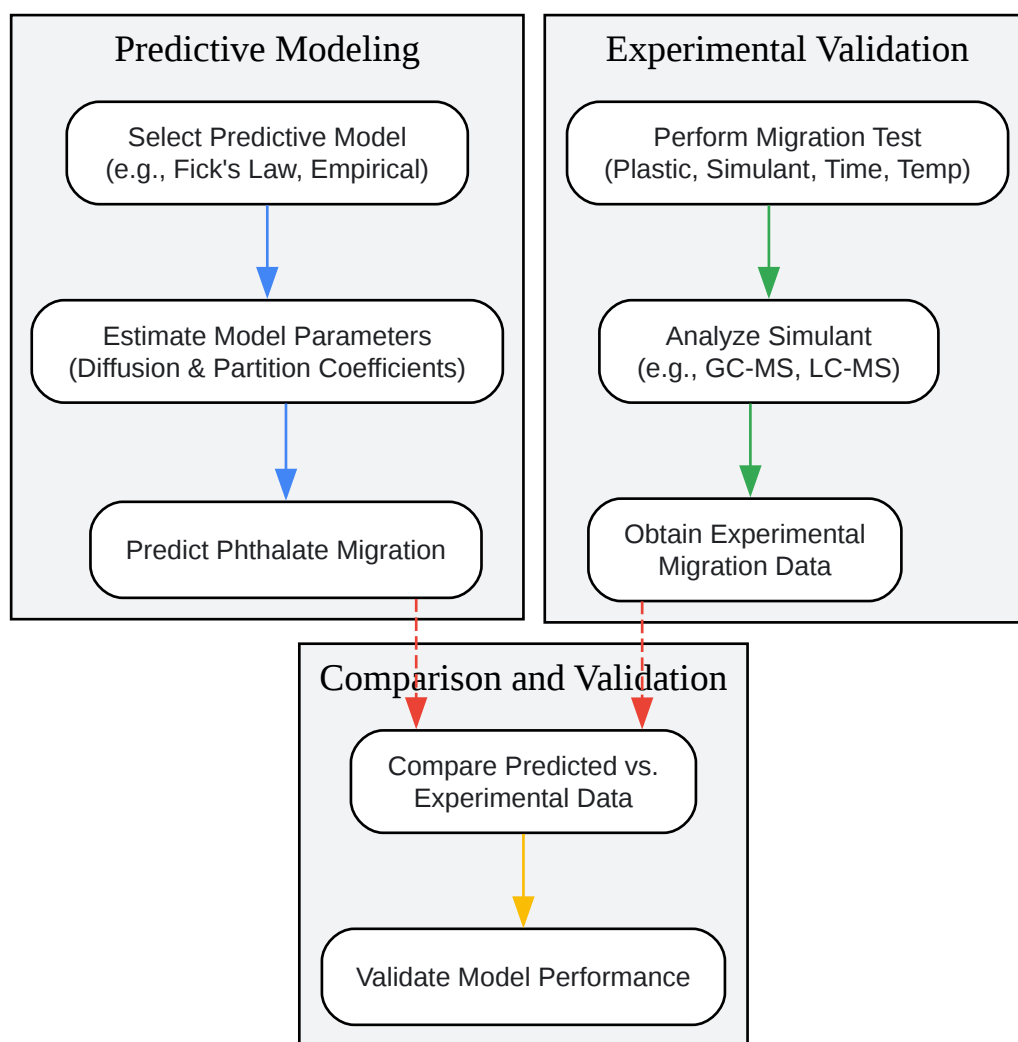 Predictive Modeling
Select Predictive Model
(e.g., Fick's Law, Empirical)
Estimate Model Parameters
(Diffusion & Partition Coefficients)
Predict Phthalate Migration
Experimental Validation
Perform Migration Test
(Plastic, Simulant, Time, Temp)
Analyze Simulant
(e.g., GC-MS, LC-MS)
Obtain Experimental
Migration Data
Comparison and Validation
Compare Predicted vs.
Experimental Data
Validate Model Performance